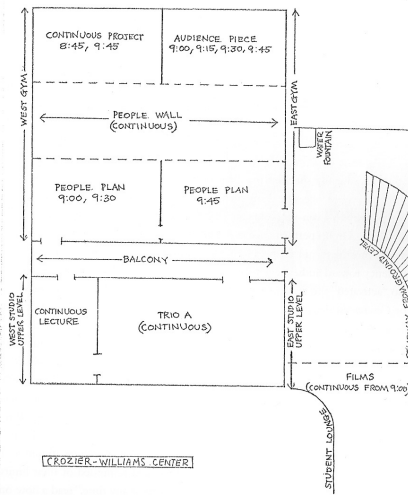 CONTINUOUS PROJECT
8:45, 9:45
AUDIENCE PIECE
9:00, 9:15, 9:30, 9:45
WEST GYM
EAST GYM
PEOPLE WALL
(CONTINUOUS)
WATER
FOUNTAIN
PEOPLE PLAN
9:00, 9:30
PEOPLE PLAN
9:45
FROM GROUND LEVEL
BALCONY
WEST STUDIO
UPPER LEVEL
CONTINUOUS
LECTURE
TRIO A
(CONTINUOUS)
EAST STUDIO
UPPER LEVEL
FILMS
(CONTINUOUS FROM 9:00)
STUDENT LOUNGE
CROZIER-WILLIAMS CENTER